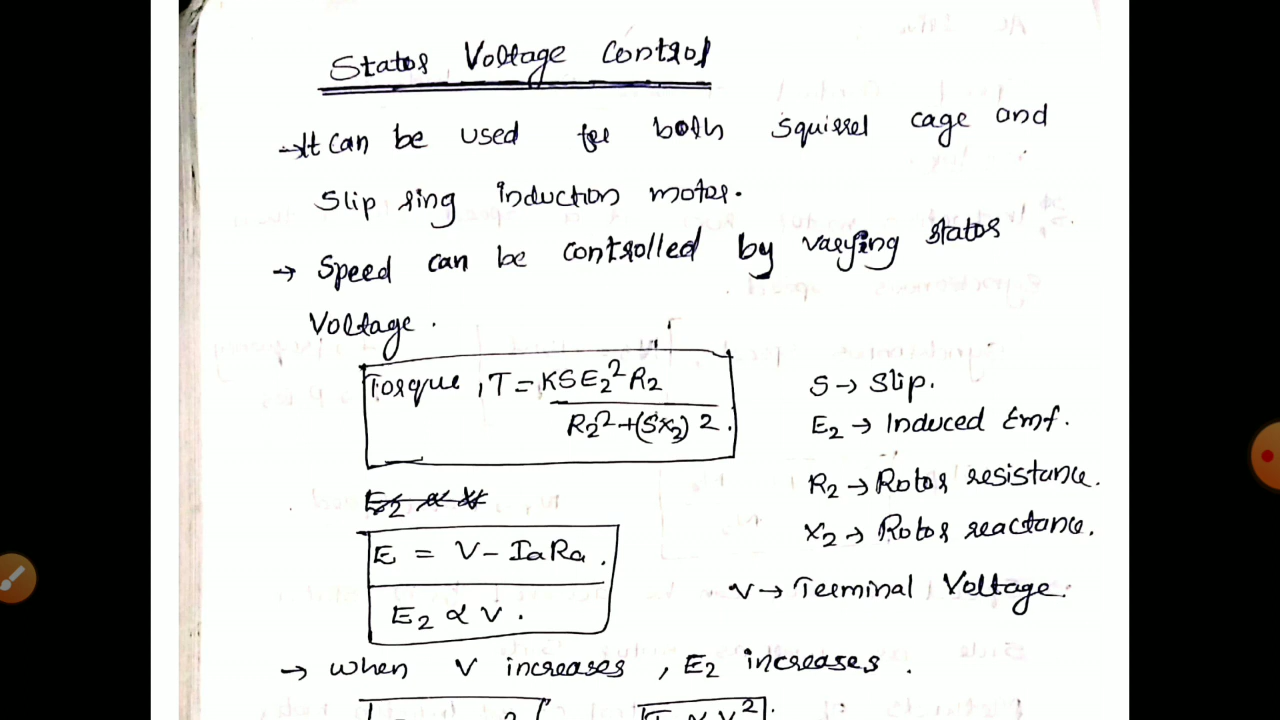 Stator Voltage Control
→ It can be used for both squirrel cage and
slip ring induction motor.
→ Speed can be controlled by varying stator
Voltage.
Torque, T = KSE₂²R₂ / R₂²+(SX₂)2.
S → Slip.
E₂ → Induced Emf.
R₂ → Rotor resistance.
X₂ → Rotor reactance.
E₂ ∝ V
E = V - IaRa.
E₂ ∝ V.
V → Terminal Voltage.
→ When V increases, E₂ increases.